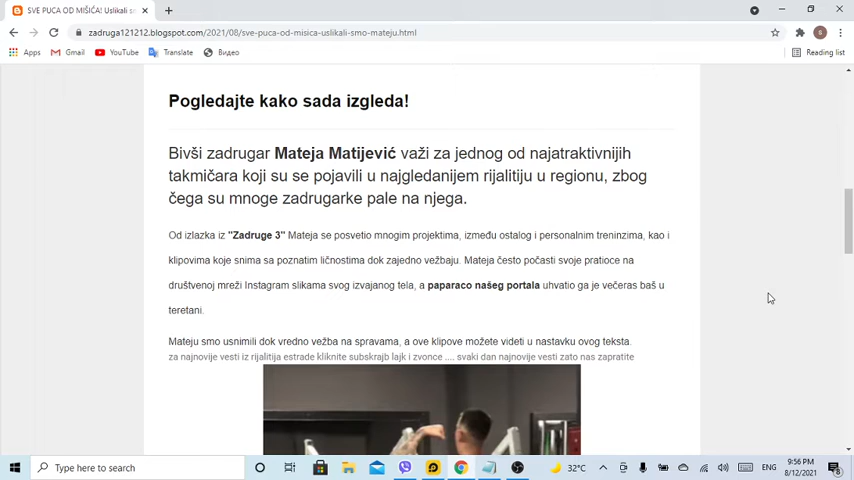 SVE PUCA OD MIŠIĆA! Uslikali s
zadruga121212.blogspot.com/2021/08/sve-puca-od-misica-uslikali-smo-mateju.html
Apps Gmail YouTube Translate Видео Reading list
Pogledajte kako sada izgleda!
Bivši zadrugar Mateja Matijević važi za jednog od najatraktivnijih
takmičara koji su se pojavili u najgledanijem rijalitiju u regionu, zbog
čega su mnoge zadrugarke pale na njega.
Od izlazka iz "Zadruge 3" Mateja se posvetio mnogim projektima, između ostalog i personalnim treninzima, kao i
klipovima koje snima sa poznatim ličnostima dok zajedno vežbaju. Mateja često počasti svoje pratioce na
društvenoj mreži Instagram slikama svog izvajanog tela, a paparaco našeg portala uhvatio ga je večeras baš u
teretani.
Mateju smo usnimili dok vredno vežba na spravama, a ove klipove možete videti u nastavku ovog teksta.
za najnovije vesti iz rijalitija estrade kliknite subskrajb lajk i zvonce .... svaki dan najnovije vesti zato nas zapratite
Type here to search
32°C
ENG
9:56 PM
8/12/2021